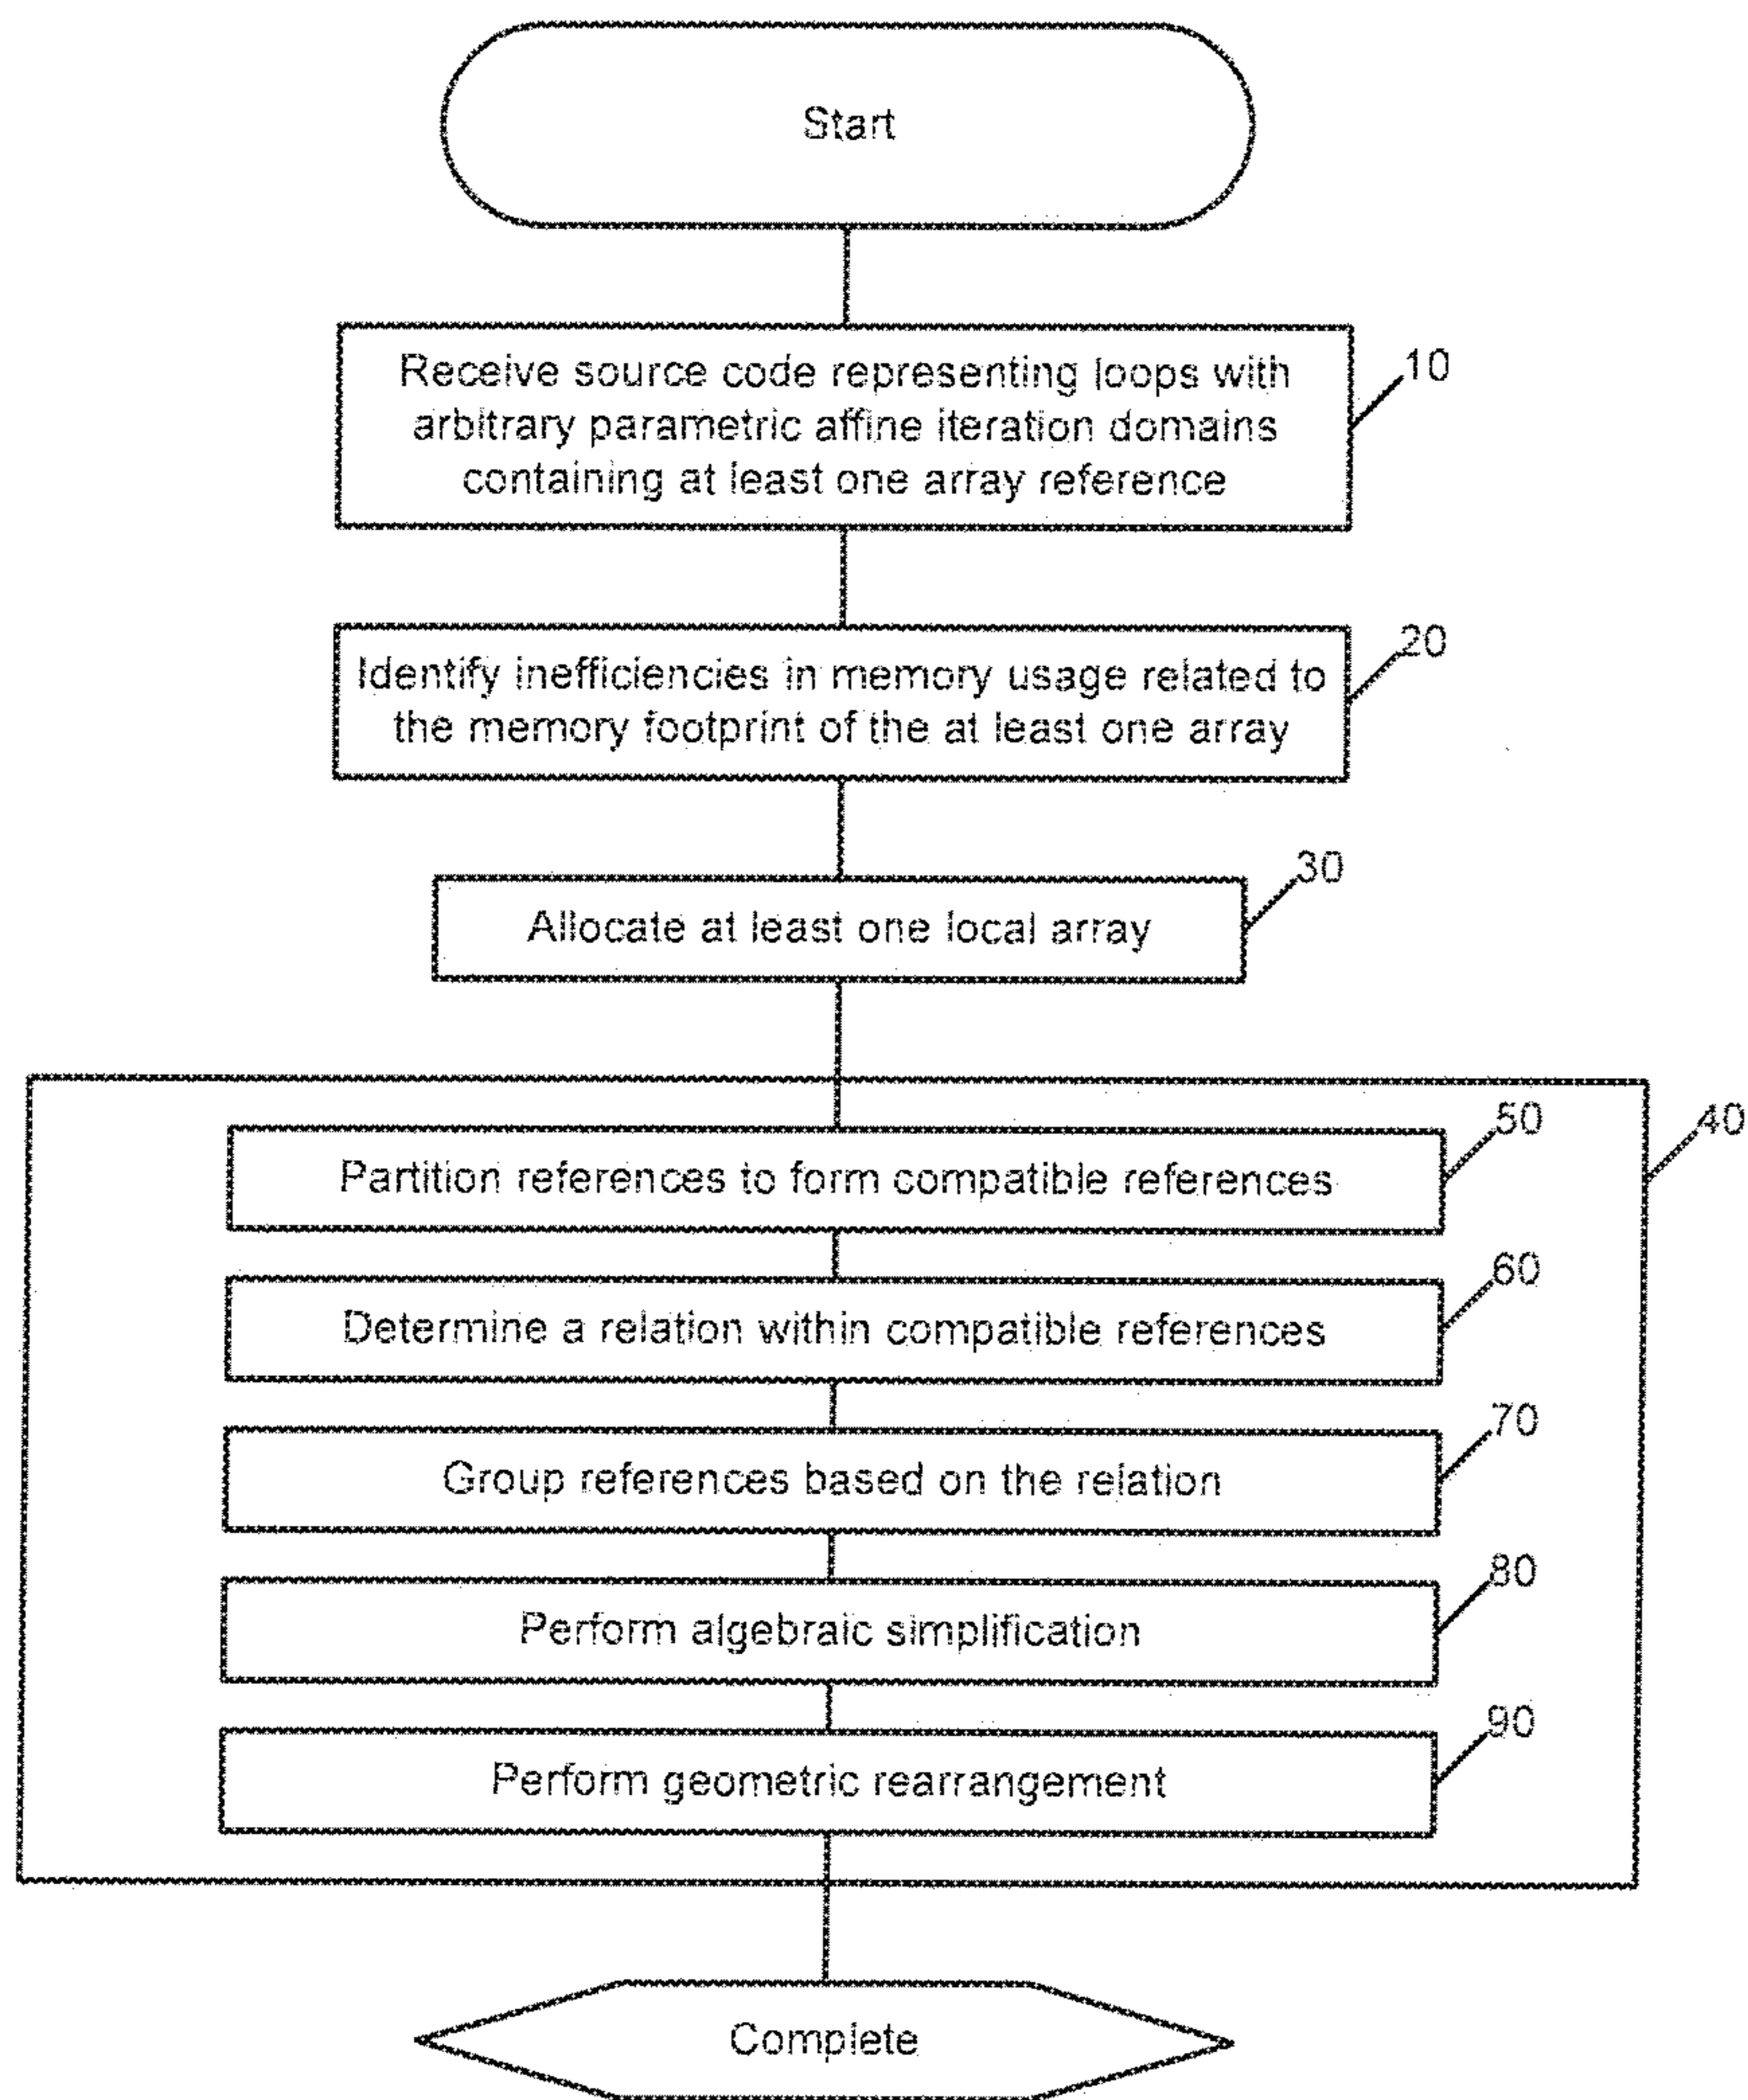 Start
Receive source code representing loops with
arbitrary parametric affine iteration domains
containing at least one array reference
10
Identify inefficiencies in memory usage related to
the memory footprint of the at least one array
20
Allocate at least one local array
30
40
Partition references to form compatible references
50
Determine a relation within compatible references
60
Group references based on the relation
70
Perform algebraic simplification
80
Perform geometric rearrangement
90
Complete